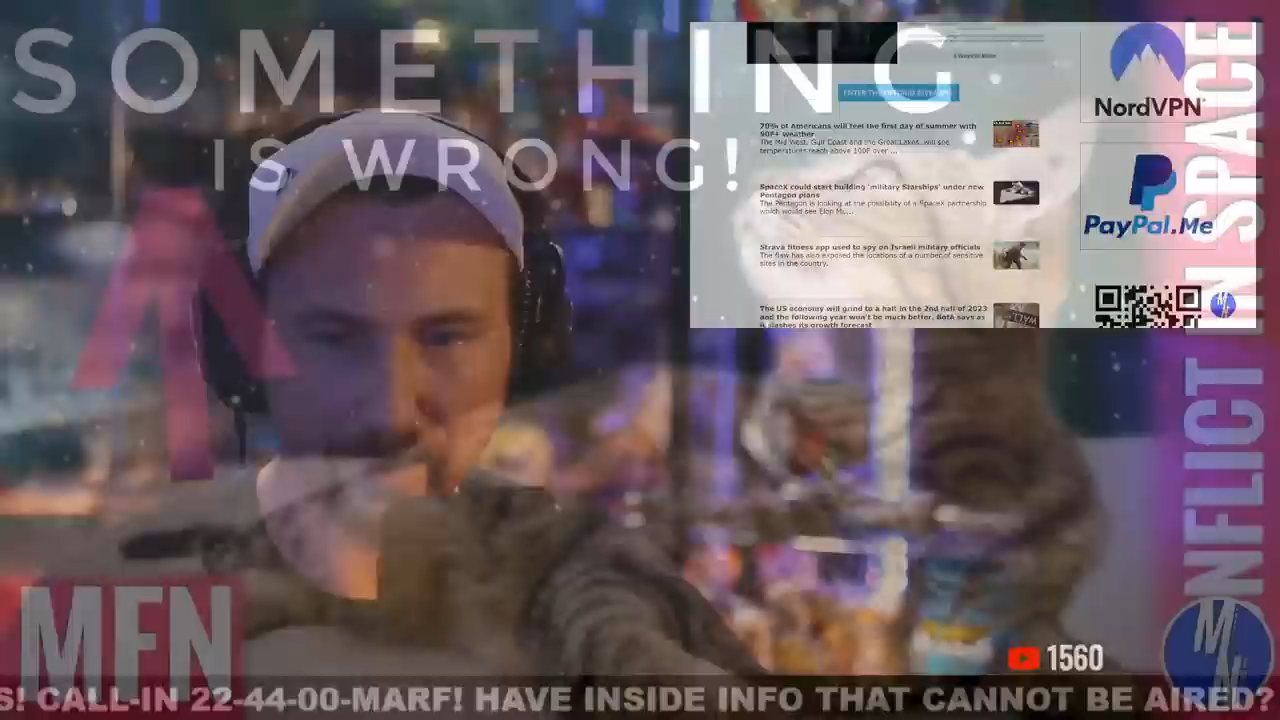 SOMETHING
IS WRONG!
70% of Americans will feel the first day of summer with
90F+ weather
The Mid West, Gulf Coast and the Great Lakes will see
temperatures reach above 100F over ...
SpaceX could start building 'military Starships' under new
Pentagon plans
The Pentagon is looking at the possibility of a SpaceX partnership
which would see Elon Mu...
Strava fitness app used to spy on Israeli military officials
The flaw has also exposed the locations of a number of sensitive
sites in the country.
The US economy will grind to a halt in the 2nd half of 2023
and the following year won't be much better, BofA says as
it slashes its growth forecast
NordVPN
PayPal.Me
NFLICT IN SPACE
MFN
1560
S! CALL-IN 22-44-00-MARF! HAVE INSIDE INFO THAT CANNOT BE AIRED?